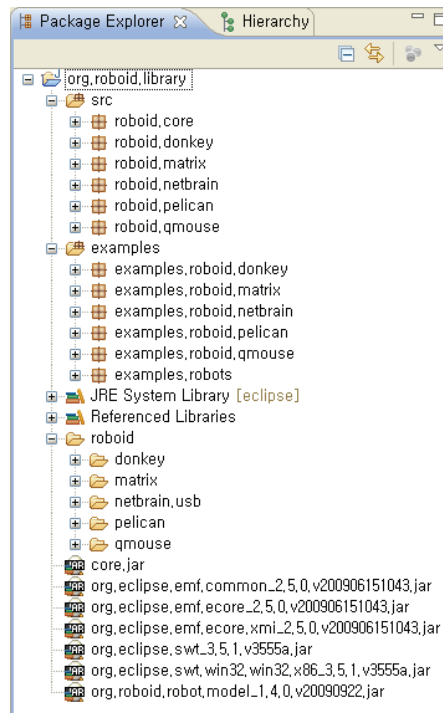 Package Explorer
Hierarchy
org.roboid.library
src
roboid.core
roboid.donkey
roboid.matrix
roboid.netbrain
roboid.pelican
roboid.qmouse
examples
examples.roboid.donkey
examples.roboid.matrix
examples.roboid.netbrain
examples.roboid.pelican
examples.roboid.qmouse
examples.robots
JRE System Library [eclipse]
Referenced Libraries
roboid
donkey
matrix
netbrain.usb
pelican
qmouse
core.jar
org.eclipse.emf.common_2.5.0.v200906151043.jar
org.eclipse.emf.ecore_2.5.0.v200906151043.jar
org.eclipse.emf.ecore.xmi_2.5.0.v200906151043.jar
org.eclipse.swt_3.5.1.v3555a.jar
org.eclipse.swt.win32.win32.x86_3.5.1.v3555a.jar
org.roboid.robot.model_1.4.0.v20090922.jar